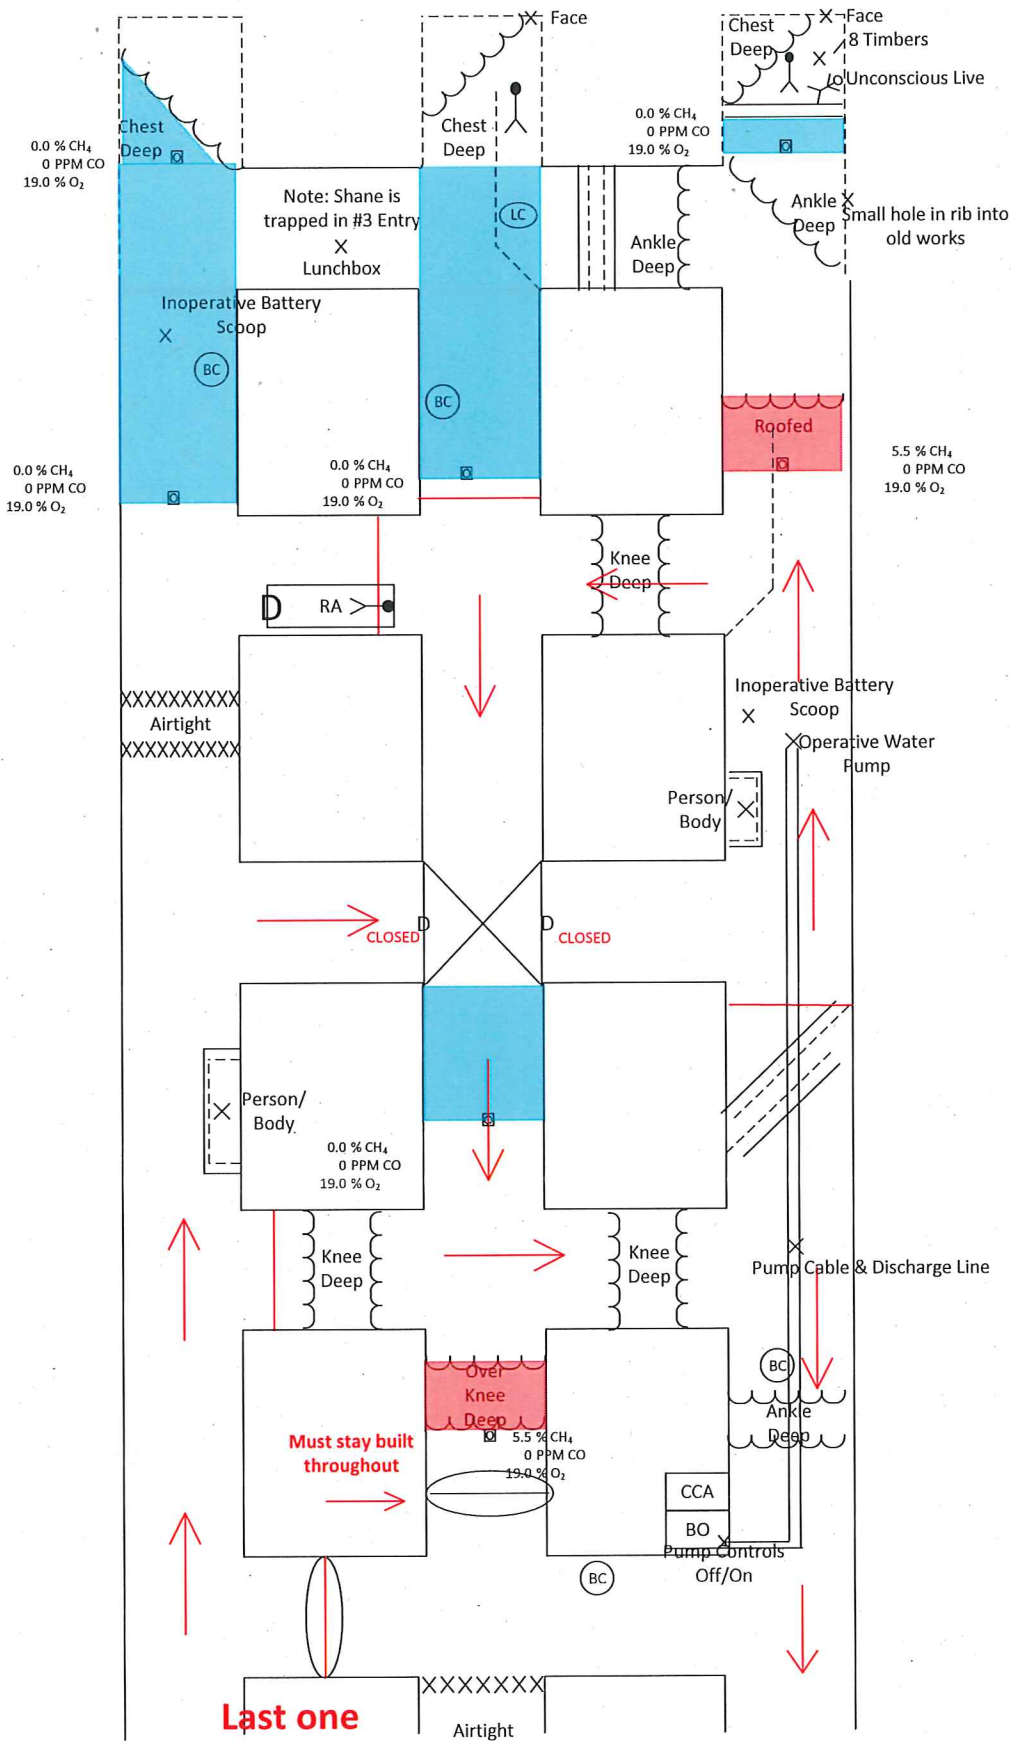 Face
Chest
Deep
Face
8 Timbers
Unconscious Live
Chest
Deep
0.0 % CH₄
0 PPM CO
19.0 % O₂
Chest
Deep
0.0 % CH₄
0 PPM CO
19.0 % O₂
Note: Shane is
trapped in #3 Entry
X
Lunchbox
LC
Ankle
Deep
Ankle
Deep
Small hole in rib into
old works
Inoperative Battery
Scoop
X
BC
BC
Roofed
0.0 % CH₄
0 PPM CO
19.0 % O₂
0.0 % CH₄
0 PPM CO
19.0 % O₂
5.5 % CH₄
0 PPM CO
19.0 % O₂
Knee
Deep
D
RA
XXXXXXXXXX
Airtight
XXXXXXXXXX
Inoperative Battery
Scoop
X
Operative Water
Pump
Person/
Body
X
D
CLOSED
D
CLOSED
Person/
Body
X
0.0 % CH₄
0 PPM CO
19.0 % O₂
Knee
Deep
Knee
Deep
Pump Cable & Discharge Line
BC
Over
Knee
Deep
Ankle
Deep
Must stay built
throughout
5.5 % CH₄
0 PPM CO
19.0 % O₂
CCA
BO
Pump Controls
Off/On
BC
Last one
XXXXXXX
Airtight